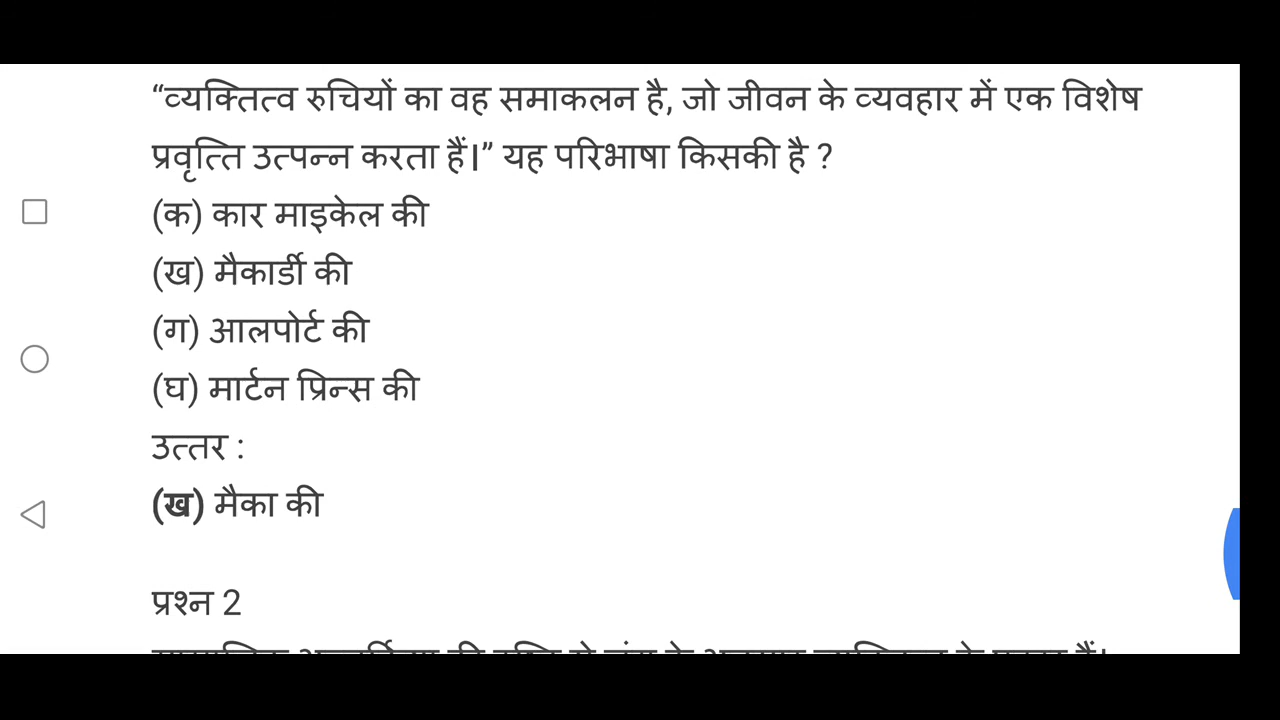 “व्यक्तित्व रुचियों का वह समाकलन है, जो जीवन के व्यवहार में एक विशेष
प्रवृत्ति उत्पन्न करता हैं।” यह परिभाषा किसकी है ?
(क) कार माइकेल की
(ख) मैकार्डी की
(ग) आलपोर्ट की
(घ) मार्टन प्रिन्स की
उत्तर :
(ख) मैका की
प्रश्न 2